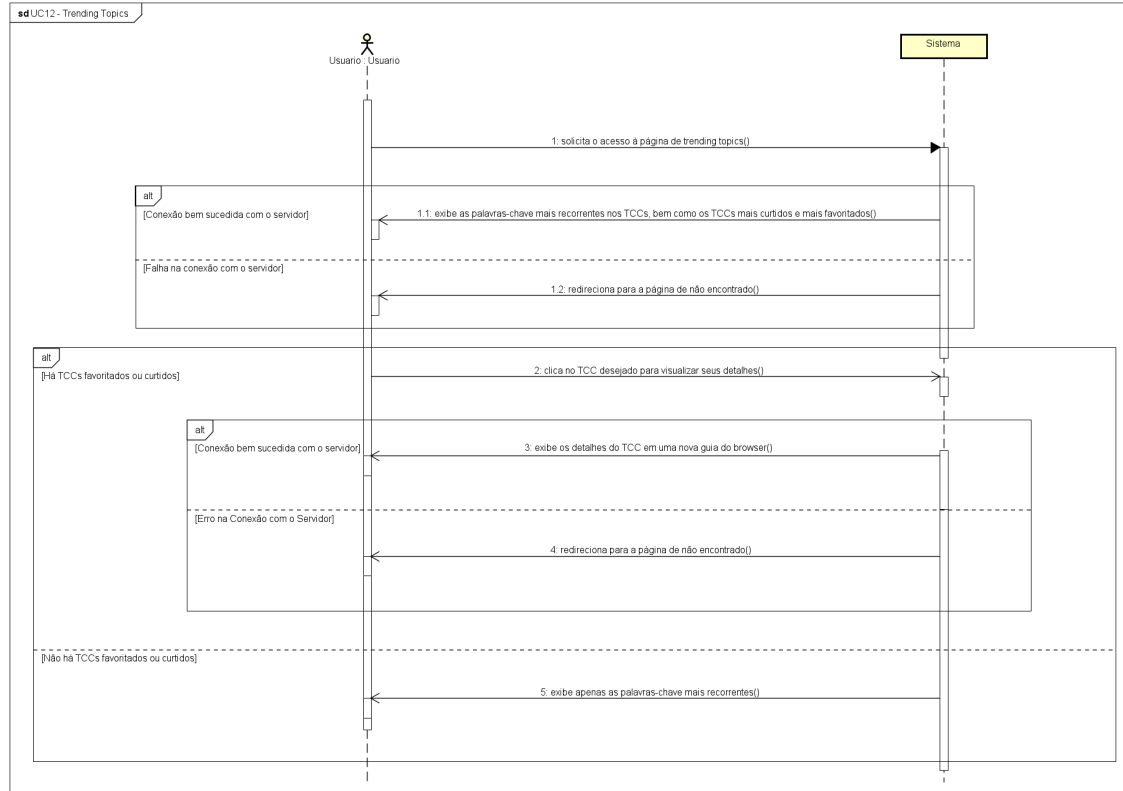 sd UC12 - Trending Topics
Usuario : Usuario
Sistema
1: solicita o acesso à página de trending topics()
alt
[Conexão bem sucedida com o servidor]
1.1: exibe as palavras-chave mais recorrentes nos TCCs, bem como os TCCs mais curtidos e mais favoritados()
[Falha na conexão com o servidor]
1.2: redireciona para a página de não encontrado()
alt
[Há TCCs favoritados ou curtidos]
2: clica no TCC desejado para visualizar seus detalhes()
alt
[Conexão bem sucedida com o servidor]
3: exibe os detalhes do TCC em uma nova guia do browser()
[Erro na Conexão com o Servidor]
4: redireciona para a página de não encontrado()
[Não há TCCs favoritados ou curtidos]
5: exibe apenas as palavras-chave mais recorrentes()